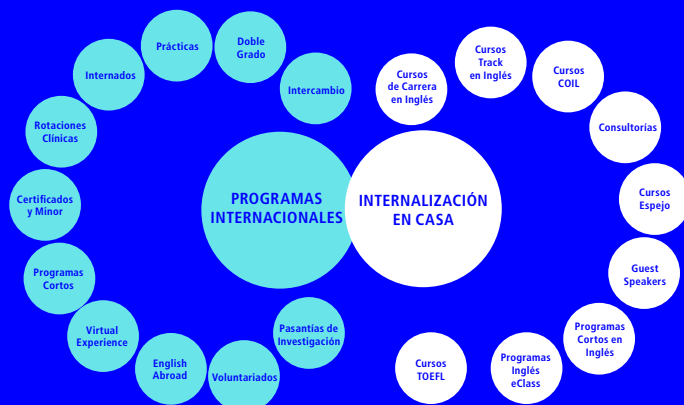 PROGRAMAS
INTERNACIONALES
Intercambio
Doble
Grado
Prácticas
Internados
Rotaciones
Clínicas
Certificados
y Minor
Programas
Cortos
Virtual
Experience
English
Abroad
Voluntariados
Pasantías de
Investigación
INTERNALIZACIÓN
EN CASA
Cursos
de Carrera
en Inglés
Cursos
Track
en Inglés
Cursos
COIL
Consultorías
Cursos
Espejo
Guest
Speakers
Programas
Cortos en
Inglés
Programas
Inglés
eClass
Cursos
TOEFL